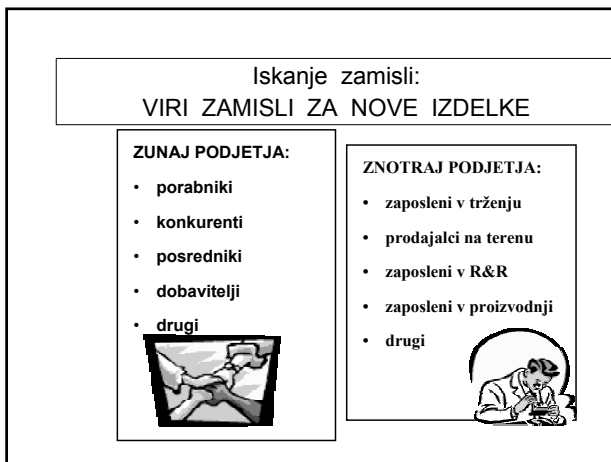 Iskanje zamisli:
VIRI ZAMISLI ZA NOVE IZDELKE
ZUNAJ PODJETJA:
• porabniki
• konkurenti
• posredniki
• dobavitelji
• drugi
ZNOTRAJ PODJETJA:
• zaposleni v trženju
• prodajalci na terenu
• zaposleni v R&R
• zaposleni v proizvodnji
• drugi